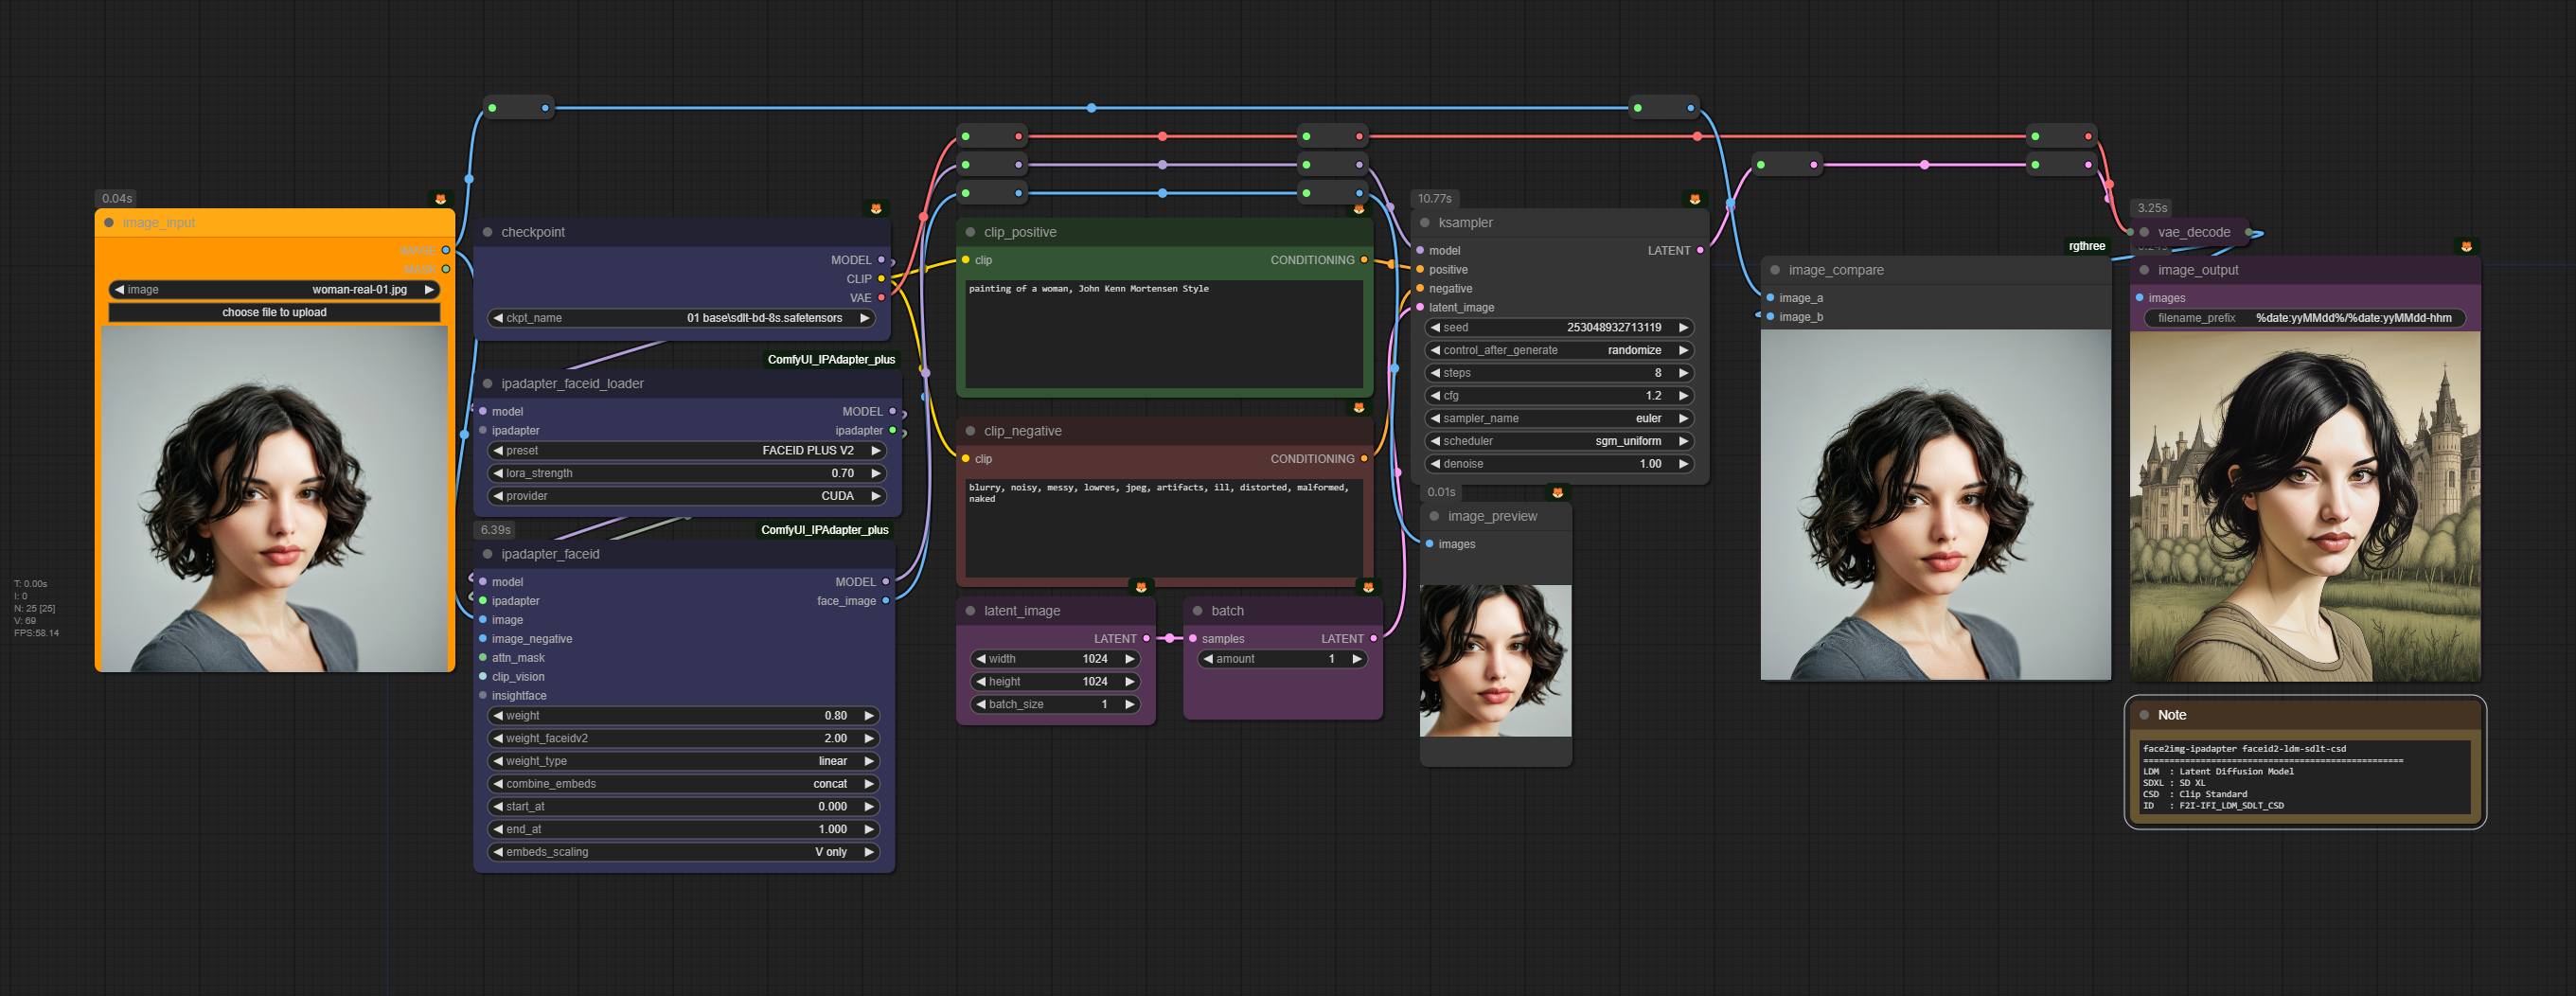 0.04s
image_input
IMAGE
MASK
image woman-real-01.jpg
choose file to upload
T: 0.00s
I: 0
N: 25 [25]
V: 69
FPS:58.14
checkpoint
MODEL
CLIP
VAE
ckpt_name 01 base\sdlt-bd-8s.safetensors
ComfyUI_IPAdapter_plus
ipadapter_faceid_loader
model MODEL
ipadapter ipadapter
preset FACEID PLUS V2
lora_strength 0.70
provider CUDA
6.39s ComfyUI_IPAdapter_plus
ipadapter_faceid
model MODEL
ipadapter face_image
image
image_negative
attn_mask
clip_vision
insightface
weight 0.80
weight_faceidv2 2.00
weight_type linear
combine_embeds concat
start_at 0.000
end_at 1.000
embeds_scaling V only
clip_positive
clip CONDITIONING
painting of a woman, John Kenn Mortensen Style
clip_negative
clip CONDITIONING
blurry, noisy, messy, lowres, jpeg, artifacts, ill, distorted, malformed,
naked
latent_image
LATENT
width 1024
height 1024
batch_size 1
batch
samples LATENT
amount 1
10.77s
ksampler
model LATENT
positive
negative
latent_image
seed 253048932713119
control_after_generate randomize
steps 8
cfg 1.2
sampler_name euler
scheduler sgm_uniform
denoise 1.00
0.01s
image_preview
images
rgthree
image_compare
image_a
image_b
3.25s
vae_decode
image_output
images
filename_prefix %date:yyMMdd%/%date:yyMMdd-hhm
Note
face2img-ipadapter faceid2-ldm-sdlt-csd
==================================================
LDM : Latent Diffusion Model
SDXL : SD XL
CSD : Clip Standard
ID : F2I-IFI_LDM_SDLT_CSD